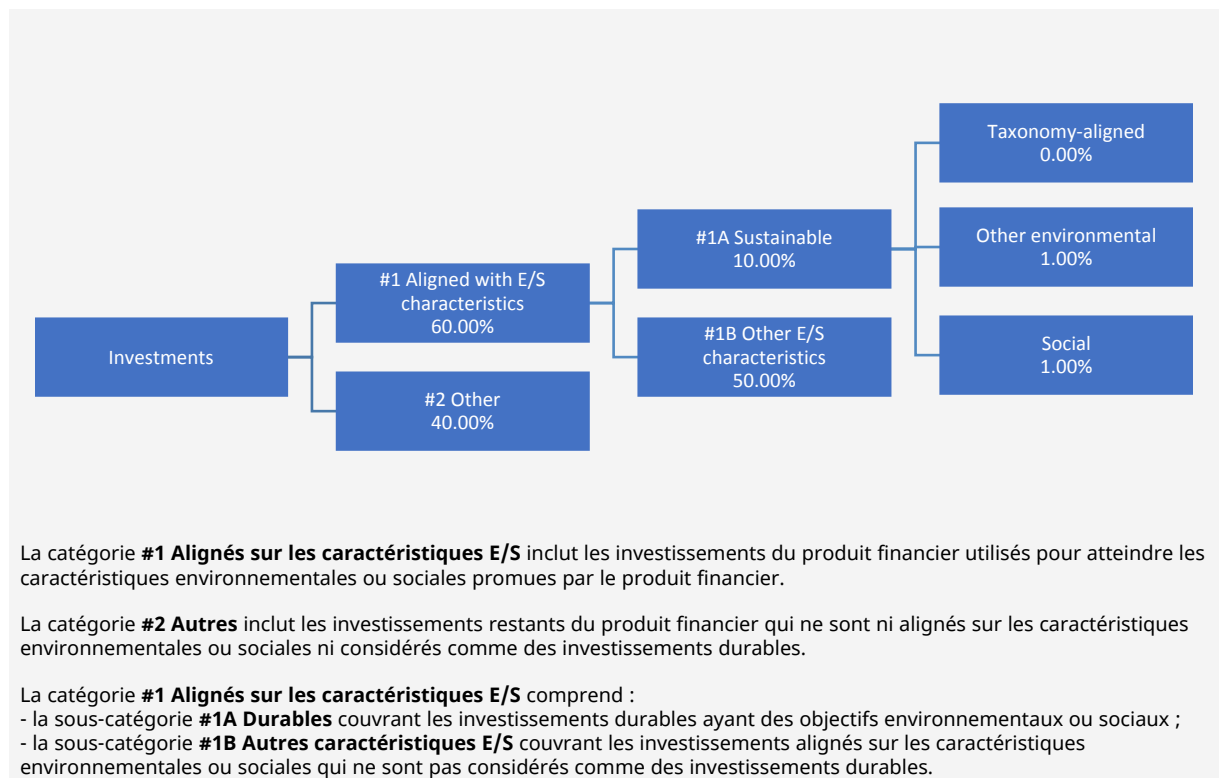 Taxonomy-aligned
0.00%
#1A Sustainable
10.00%
Other environmental
1.00%
#1 Aligned with E/S
characteristics
60.00%
Investments
#1B Other E/S
characteristics
50.00%
Social
1.00%
#2 Other
40.00%
La catégorie #1 Alignés sur les caractéristiques E/S inclut les investissements du produit financier utilisés pour atteindre les
caractéristiques environnementales ou sociales promues par le produit financier.
La catégorie #2 Autres inclut les investissements restants du produit financier qui ne sont ni alignés sur les caractéristiques
environnementales ou sociales ni considérés comme des investissements durables.
La catégorie #1 Alignés sur les caractéristiques E/S comprend :
- la sous-catégorie #1A Durables couvrant les investissements durables ayant des objectifs environnementaux ou sociaux ;
- la sous-catégorie #1B Autres caractéristiques E/S couvrant les investissements alignés sur les caractéristiques
environnementales ou sociales qui ne sont pas considérés comme des investissements durables.